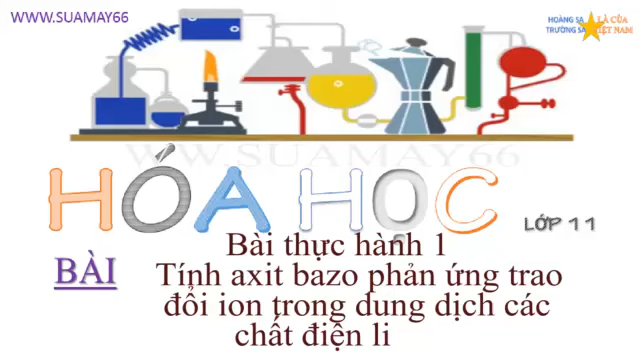 WWW.SUAMAY66
HOÀNG SA LÀ CỦA
TRƯỜNG SA VIỆT NAM
WW.SUAMAY66
HÓA HỌC
LỚP 11
BÀI
Bài thực hành 1
Tính axit bazo phản ứng trao
đổi ion trong dung dịch các
chất điện li